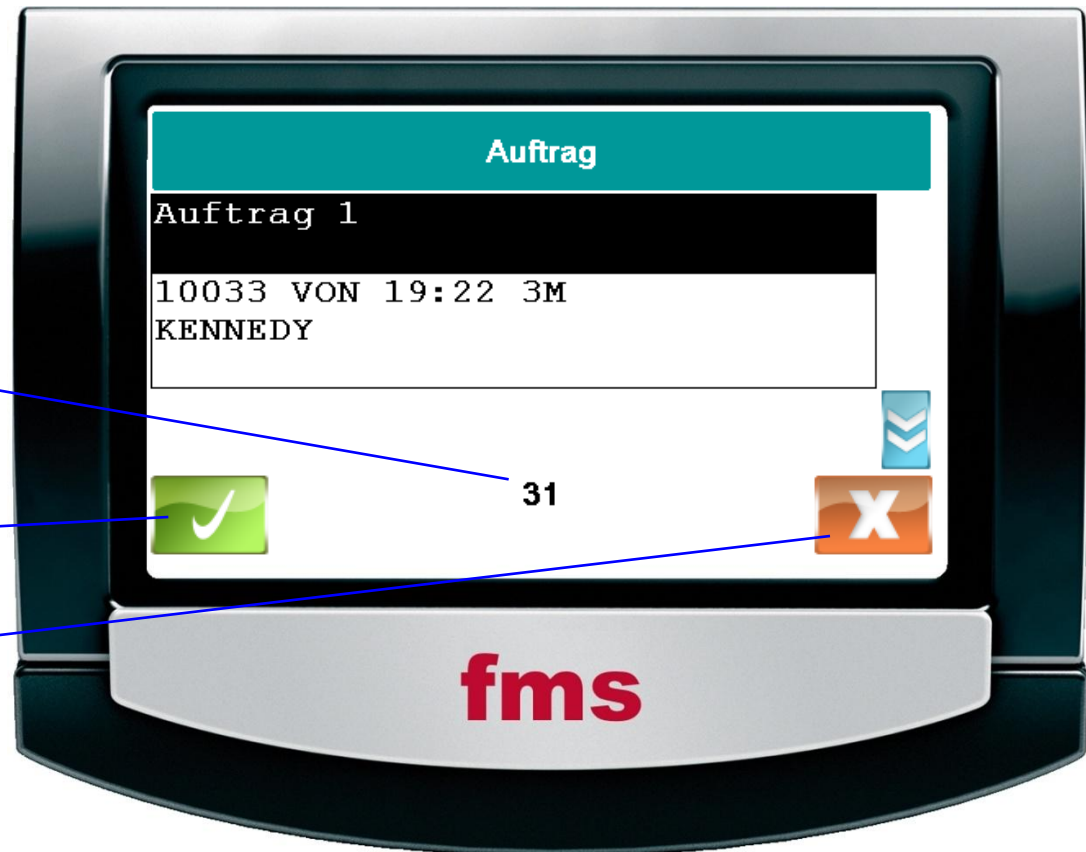 Auftrag
Auftrag 1
10033 VON 19:22 3M
KENNEDY
31
X
fms